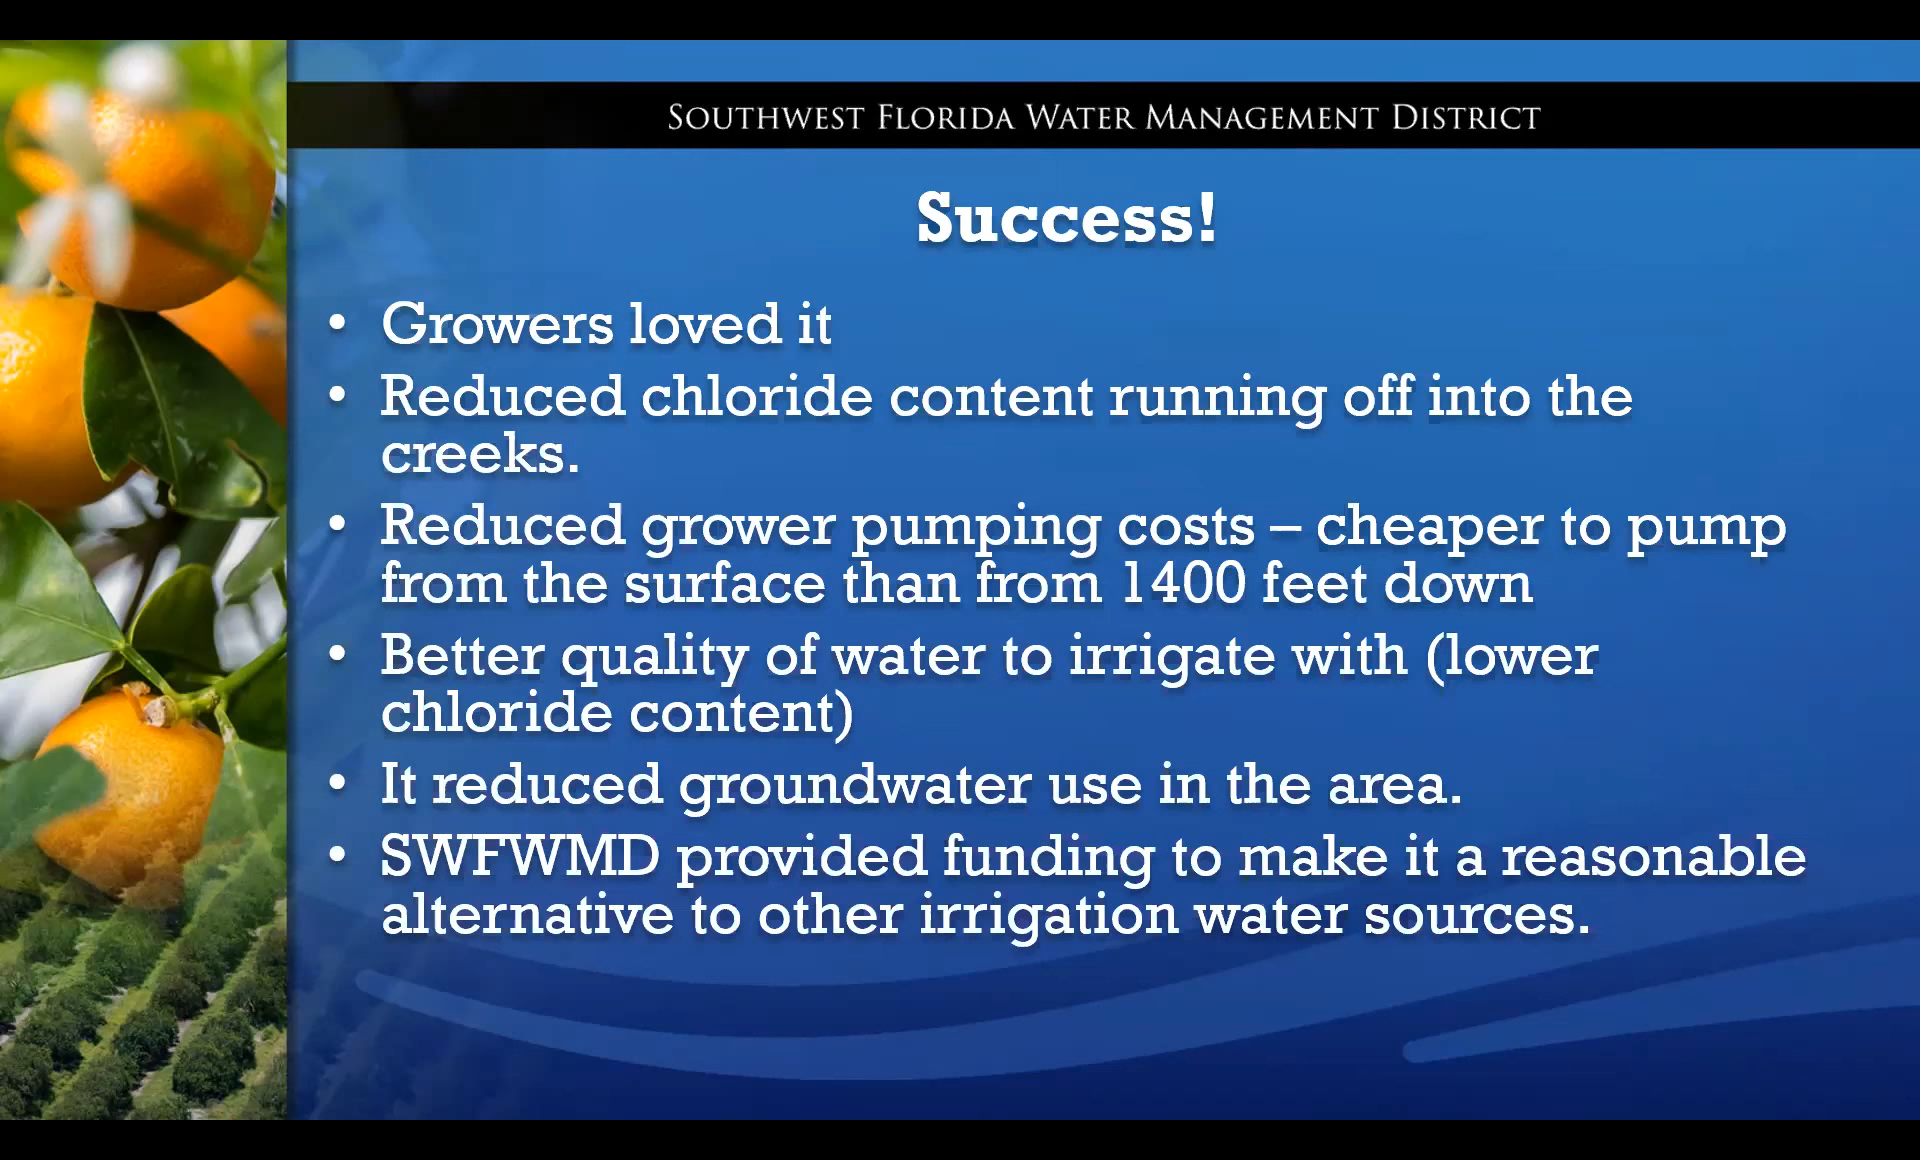 SOUTHWEST FLORIDA WATER MANAGEMENT DISTRICT
Success!
• Growers loved it
• Reduced chloride content running off into the
creeks.
• Reduced grower pumping costs – cheaper to pump
from the surface than from 1400 feet down
• Better quality of water to irrigate with (lower
chloride content)
• It reduced groundwater use in the area.
• SWFWMD provided funding to make it a reasonable
alternative to other irrigation water sources.